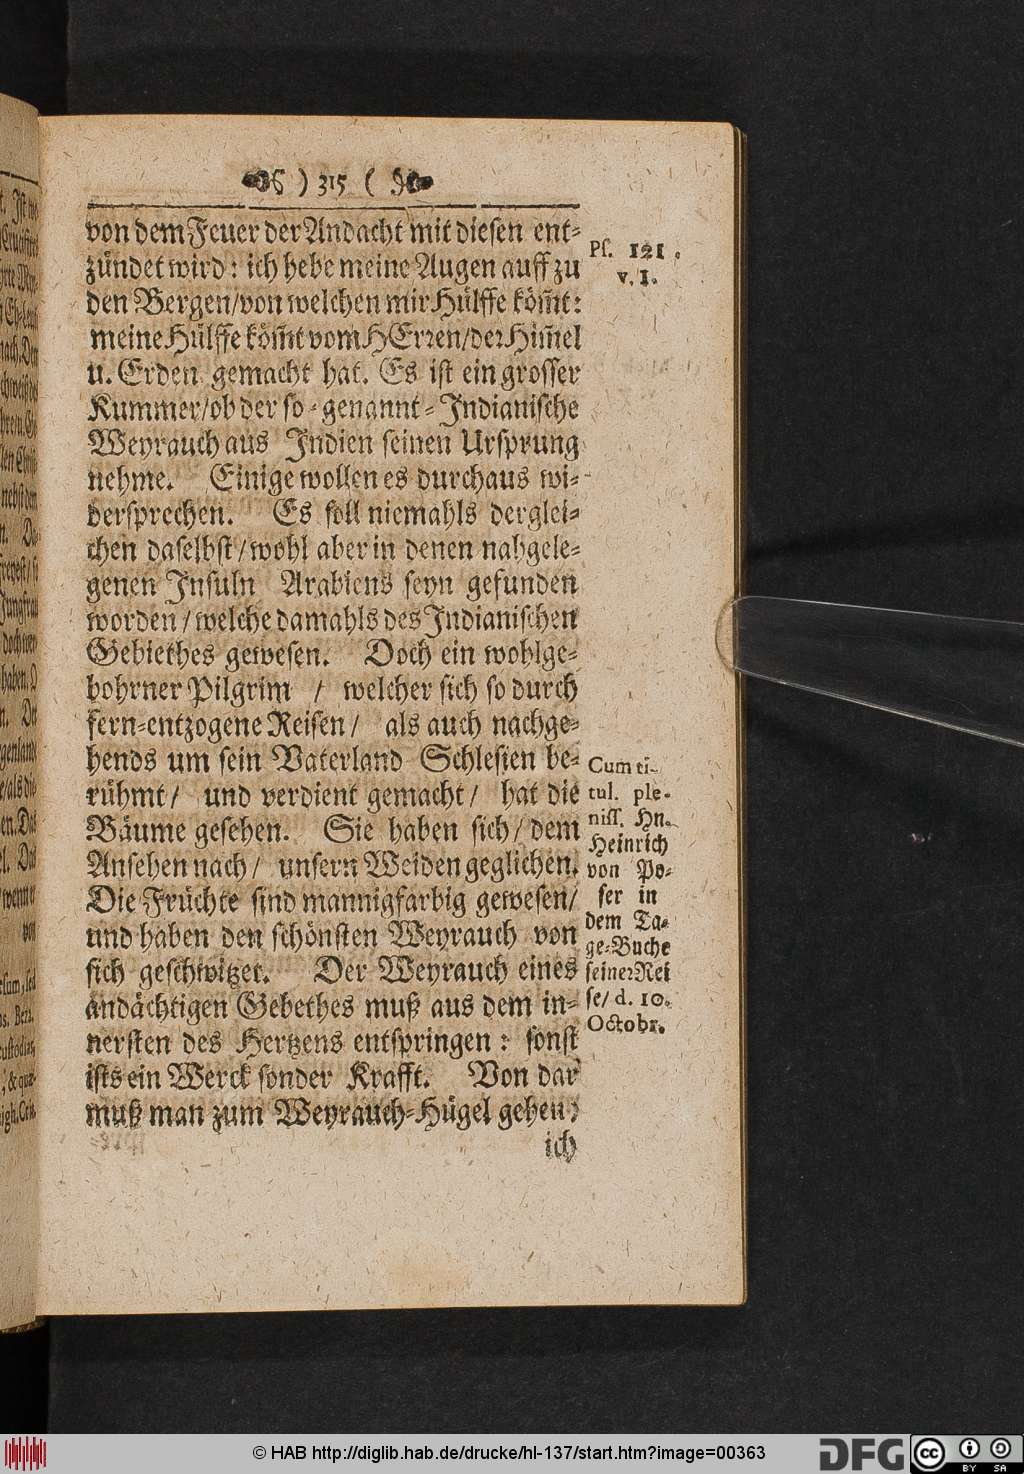 ) 315 (
von dem Feuer der Andacht mit diesen ent-
zündet wird: ich hebe meine Augen auff zu
den Bergen/von welchen mir Hülffe köm̃t:
meine Hülffe köm̃t vom HErren/der Him̃el
u. Erden gemacht hat. Es ist ein grosser
Kummer/ob der so-genannt-Indianische
Weyrauch aus Indien seinen Ursprung
nehme. Einige wollen es durchaus wi-
dersprechen. Es soll niemahls derglei-
chen daselbst/wohl aber in denen nahgele-
genen Insuln Arabiens seyn gefunden
worden/welche damahls des Indianischen
Gebiethes gewesen. Doch ein wohlge-
bohrner Pilgrim / welcher sich so durch
fern-entzogene Reisen/ als auch nachge-
hends um sein Vaterland Schlesien be-
rühmt/ und verdient gemacht/ hat die
Bäume gesehen. Sie haben sich/dem
Ansehen nach/ unsern Weiden geglichen.
Die Früchte sind mannigfarbig gewesen/
und haben den schönsten Weyrauch von
sich geschwitzet. Der Weyrauch eines
andächtigen Gebethes muß aus dem in-
nersten des Hertzens entspringen: sonst
ists ein Werck sonder Krafft. Von dar
muß man zum Weyrauch-Hügel gehen;
ich
Ps. 121.
v. 1.
Cum ti-
tul. ple-
niss. Hn.
Heinrich
von Po-
ser in
dem Ta-
ge-Buche
seiner Rei
se/ d. 10.
Octobr.
© HAB http://diglib.hab.de/drucke/hl-137/start.htm?image=00363
DFG
cc
BY SA